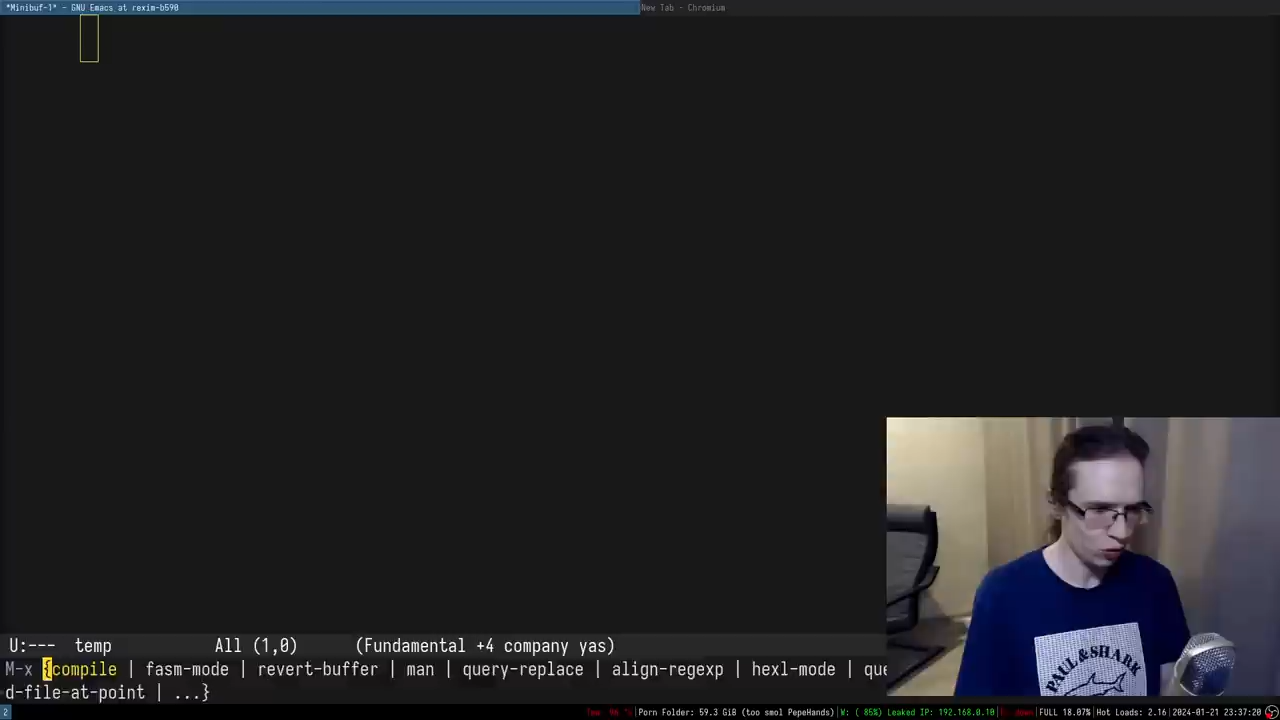 *Minibuf-1* - GNU Emacs at rexim-b590
New Tab - Chromium
U:--- temp All (1,0) (Fundamental +4 company yas)
M-x {compile | fasm-mode | revert-buffer | man | query-replace | align-regexp | hexl-mode | que
d-file-at-point | ...}
PAUL & SHARK
2
Porn Folder: 59.3 GiB (too smol PepeHands) W: ( 85%) Leaked IP: 192.168.0.10 E: down FULL 18.07% Hot Loads: 2.16 2024-01-21 23:37:20